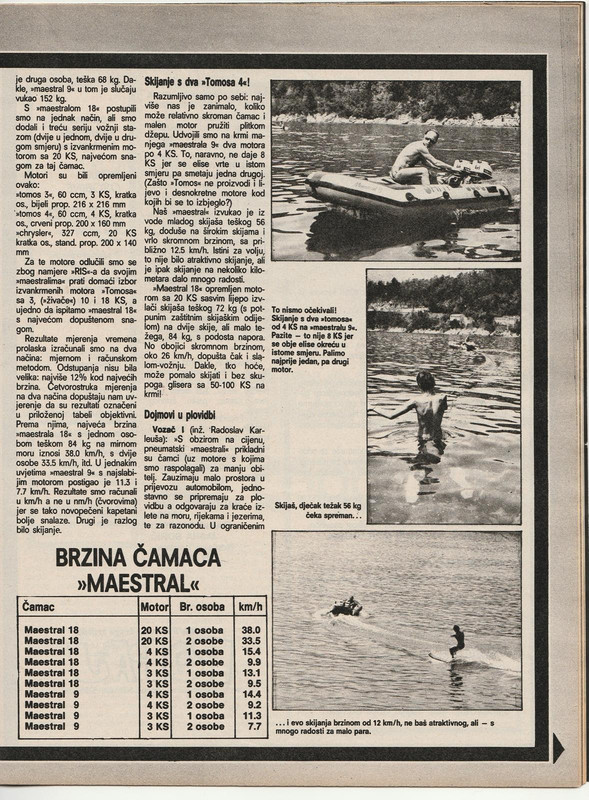 je druga osoba, teška 68 kg. Da-
kle, »maestral 9« u tom je slučaju
vukao 152 kg.
S »maestralom 18« postupili
smo na jednak način, ali smo
dodali i treću seriju vožnji sta-
zom (dvije u jednom, dvije u dru-
gom smjeru) s izvankrmenim mo-
torom sa 20 KS, najvećom sna-
gom za taj čamac.
Motori su bili opremljeni
ovako:
»tomos 3«, 60 ccm, 3 KS, kratka
os., bijeli prop. 216 x 216 mm
»tomos 4«, 60 ccm, 4 KS, kratka
os., crveni prop. 200 x 160 mm
»chrysler«, 327 ccm, 20 KS
kratka os., stand. prop. 200 x 140
mm
Za te motore odlučili smo se
zbog namjere »RIS«-a da svojim
»maestralima« prati domaći izbor
izvankrmenih motora »Tomosa«
sa 3, (»živače«) 10 i 18 KS, a
ujedno da ispitamo »maestral 18«
s najvećom dopuštenom sna-
gom.
Rezultate mjerenja vremena
prolaska izračunali smo na dva
načina: mjernom i računskom
metodom. Odstupanja nisu bila
velika: najviše 12% kod najvećih
brzina. Četverostruka mjerenja
na dva načina dopuštaju nam uv-
jerenje da su rezultati označeni
u priloženoj tabeli objektivni.
Prema njima, najveća brzina
»maestrala 18« s jednom oso-
bom teškom 84 kg na mirnom
moru iznosi 38.0 km/h, s dvije
osobe 33.5 km/h, itd. U jednakim
uvjetima »maestral 9« s najslabi-
jim motorom postigao je 11.3 i
7.7 km/h. Rezultate smo računali
u km/h a ne u nm/h (čvorovima)
jer se tako novopečeni kapetani
bolje snalaze. Drugi je razlog
bilo skijanje.
Skijanje s dva »Tomosa 4«!
Razumljivo samo po sebi: naj-
više nas je zanimalo, koliko
može relativno skroman čamac i
malen motor pružiti plitkom
džepu. Udvojili smo na krmi ma-
njega »maestrala 9« dva motora
po 4 KS. To, naravno, ne daje 8
KS jer se elise vrte u istom
smjeru pa smetaju jedna drugoj.
(Zašto »Tomos« ne proizvodi i li-
jevo i desnokretne motore kod
kojih bi se to izbjeglo?)
Naš »maestral« izvukao je iz
vode mladog skijaša teškog 56
kg, doduše na širokim skijama i
vrlo skromnom brzinom, sa pri-
bližno 12.5 km/h. Istini za volju,
to nije bilo atraktivno skijanje, ali
je ipak skijanje na nekoliko kilo-
metara dalo mnogo radosti.
»Maestral 18« opremljen moto-
rom sa 20 KS sasvim lijepo izv-
lači skijaša teškog 72 kg (s pot-
punim zaštitnim skijaškim odije-
lom) na dvije skije, ali malo te-
žega, 84 kg, s podosta napora.
No obojici skromnom brzinom,
oko 26 km/h, dopušta čak i sla-
lom-vožnju. Dakle, tko hoće,
može pomalo skijati i bez sku-
poga glisera sa 50-100 KS na
krmi!
Dojmovi u plovidbi
Vozač I (inž. Radoslav Kar-
leuša): »S obzirom na cijenu,
pneumatski »maestrali« prikladni
su čamci (uz motore s kojima
smo raspolagali) za manju obi-
telj. Zauzimaju malo prostora u
prijevozu automobilom, jedno-
stavno se pripremaju za plo-
vidbu a odgovaraju za kraće iz-
lete na moru, rijekama i jezerima,
te za razonodu. U ograničenim
To nismo očekivali!
Skijanje s dva »tomosa«
od 4 KS na »maestralu 9«.
Pazite — to nije 8 KS jer
se obje elise okreću u
istome smjeru. Palimo
najprije jedan, pa drugi
motor.
Skijaš, dječak težak 56 kg
čeka spreman...
... i evo skijanja brzinom od 12 km/h, ne baš atraktivnog, ali — s
mnogo radosti za malo para.
BRZINA ČAMACA
»MAESTRAL«
Čamac Motor Br. osoba km/h
Maestral 18 20 KS 1 osoba 38.0
Maestral 18 20 KS 2 osobe 33.5
Maestral 18 4 KS 1 osoba 15.4
Maestral 18 4 KS 2 osobe 9.9
Maestral 18 3 KS 1 osoba 13.1
Maestral 18 3 KS 2 osobe 9.5
Maestral 9 4 KS 1 osoba 14.4
Maestral 9 4 KS 2 osobe 9.2
Maestral 9 3 KS 1 osoba 11.3
Maestral 9 3 KS 2 osobe 7.7